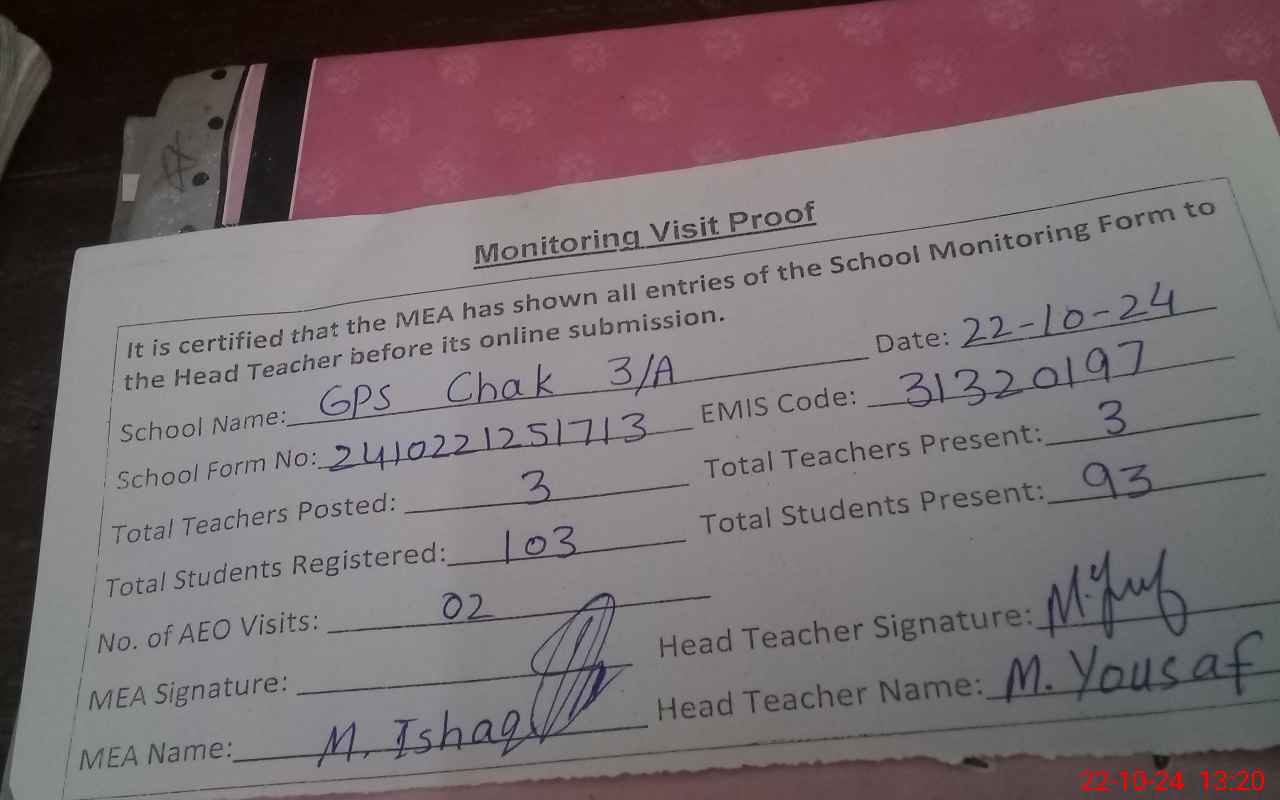 Monitoring Visit Proof
It is certified that the MEA has shown all entries of the School Monitoring Form to
the Head Teacher before its online submission.
School Name: GPS Chak 3/A Date: 22-10-24
School Form No: 2410221251713 EMIS Code: 31320197
Total Teachers Posted: 3 Total Teachers Present: 3
Total Students Registered: 103 Total Students Present: 93
No. of AEO Visits: 02
MEA Signature: Head Teacher Signature:
MEA Name: M. Ishaq Head Teacher Name: M. Yousaf
22-10-24 13:20